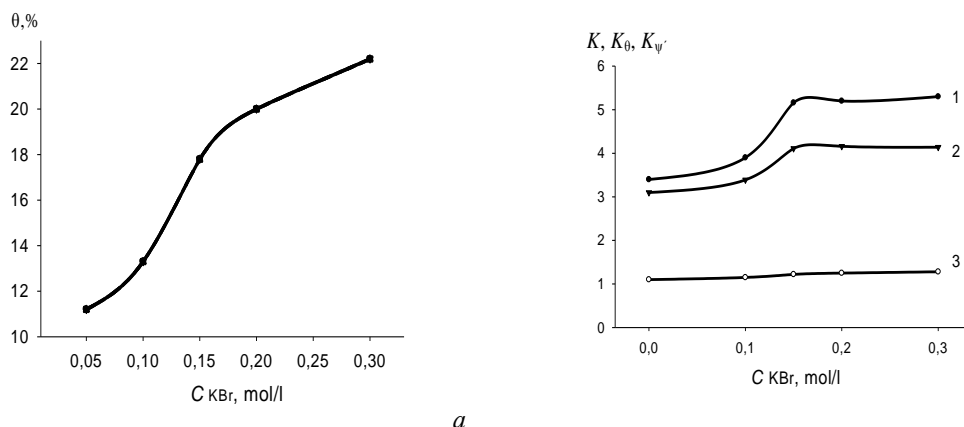 θ,%
22
20
18
16
14
12
10
0,05 0,10 0,15 0,20 0,25 0,30
C KBr, mol/l
K, Kθ, Kψ′
6
5
4
3
2
1
0
0,0 0,1 0,2 0,3
C KBr, mol/l
1
2
3
a